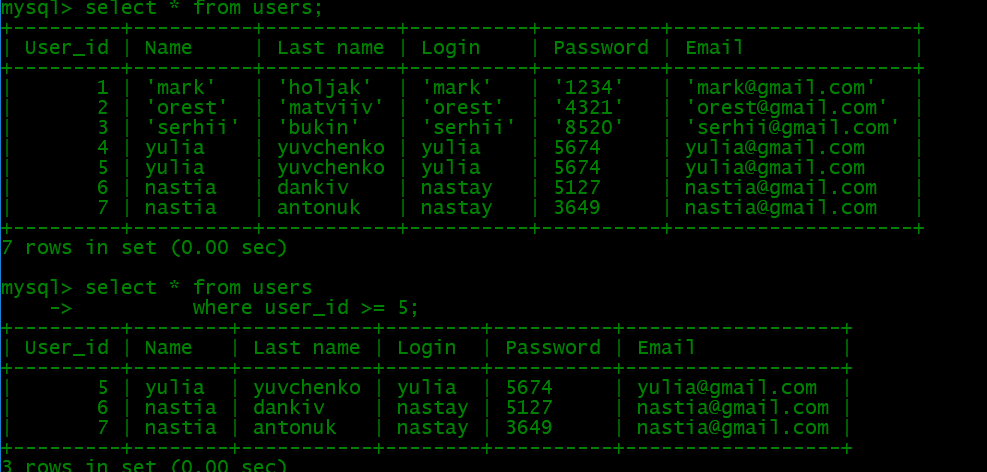 mysql> select * from users;
+---------+----------+-----------+----------+----------+--------------------+
| User_id | Name     | Last name | Login    | Password | Email              |
+---------+----------+-----------+----------+----------+--------------------+
|       1 | 'mark'   | 'holjak'  | 'mark'   | '1234'   | 'mark@gmail.com'   |
|       2 | 'orest'  | 'matviiv' | 'orest'  | '4321'   | 'orest@gmail.com'  |
|       3 | 'serhii' | 'bukin'   | 'serhii' | '8520'   | 'serhii@gmail.com' |
|       4 | yulia    | yuvchenko | yulia    | 5674     | yulia@gmail.com    |
|       5 | yulia    | yuvchenko | yulia    | 5674     | yulia@gmail.com    |
|       6 | nastia   | dankiv    | nastay   | 5127     | nastia@gmail.com   |
|       7 | nastia   | antonuk   | nastay   | 3649     | nastia@gmail.com   |
+---------+----------+-----------+----------+----------+--------------------+
7 rows in set (0.00 sec)
mysql> select * from users
    ->          where user_id >= 5;
+---------+--------+-----------+--------+----------+------------------+
| User_id | Name   | Last name | Login  | Password | Email            |
+---------+--------+-----------+--------+----------+------------------+
|       5 | yulia  | yuvchenko | yulia  | 5674     | yulia@gmail.com  |
|       6 | nastia | dankiv    | nastay | 5127     | nastia@gmail.com |
|       7 | nastia | antonuk   | nastay | 3649     | nastia@gmail.com |
+---------+--------+-----------+--------+----------+------------------+
3 rows in set (0.00 sec)